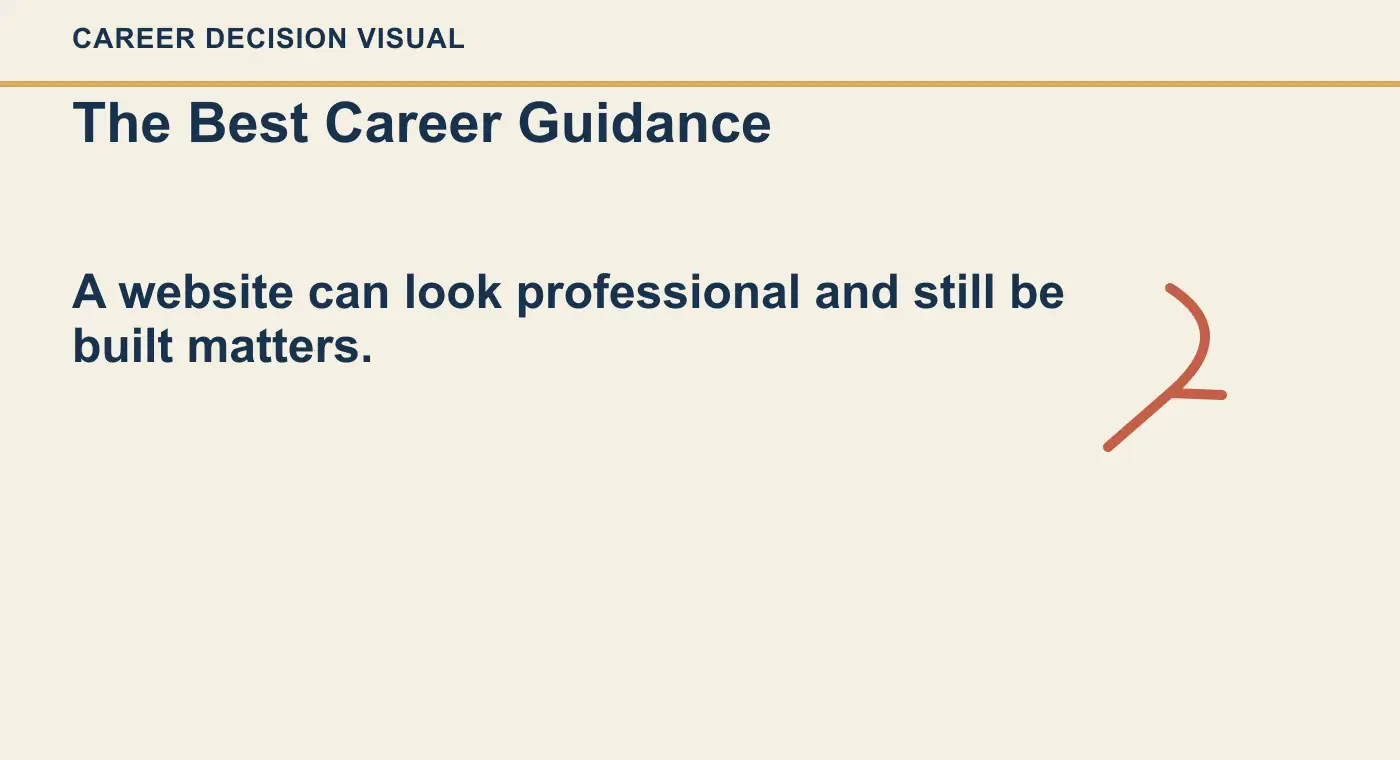 CAREER DECISION VISUAL
The Best Career Guidance
A website can look professional and still be
built matters.